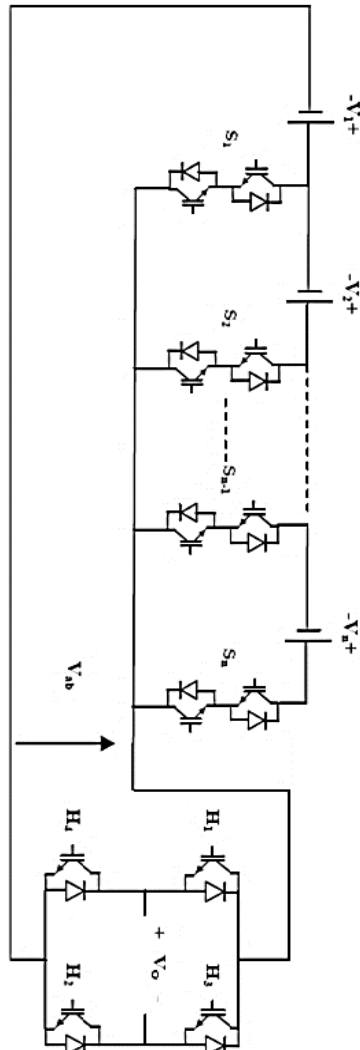 -V₁+
-V₂+
-Vₙ+
S₁
S₂
Sₙ₋₁
Sₙ
Vₐb
H₁
H₃
+ Vₒ -
H₄
H₂